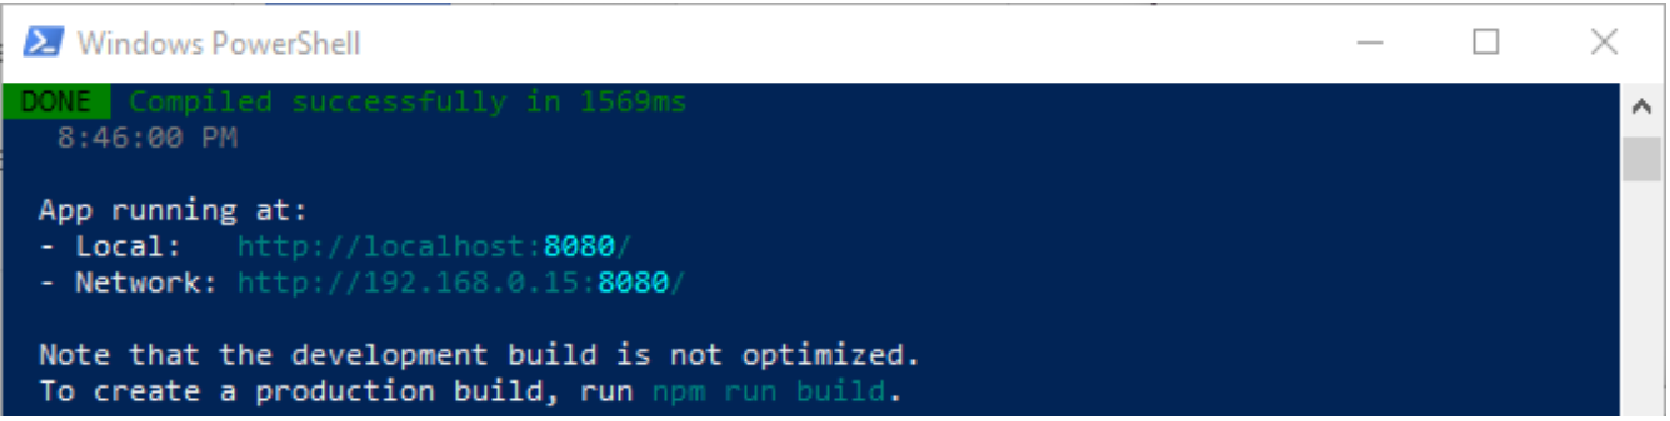 Windows PowerShell
DONE Compiled successfully in 1569ms
8:46:00 PM
App running at:
- Local: http://localhost:8080/
- Network: http://192.168.0.15:8080/
Note that the development build is not optimized.
To create a production build, run npm run build.